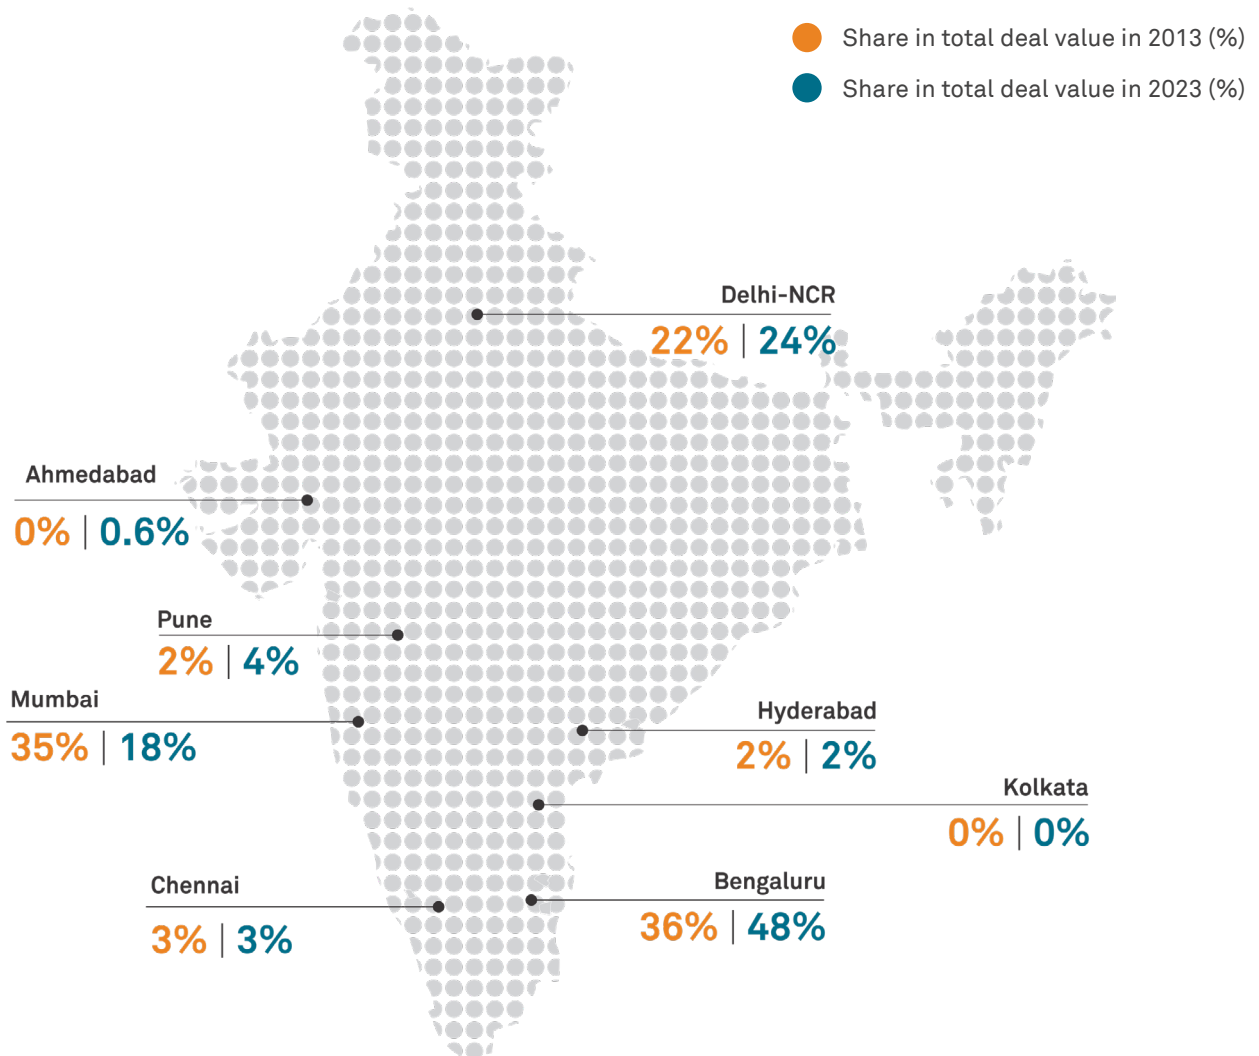 Share in total deal value in 2013 (%)
Share in total deal value in 2023 (%)
Delhi-NCR
22% | 24%
Ahmedabad
0% | 0.6%
Pune
2% | 4%
Mumbai
35% | 18%
Hyderabad
2% | 2%
Kolkata
0% | 0%
Chennai
3% | 3%
Bengaluru
36% | 48%